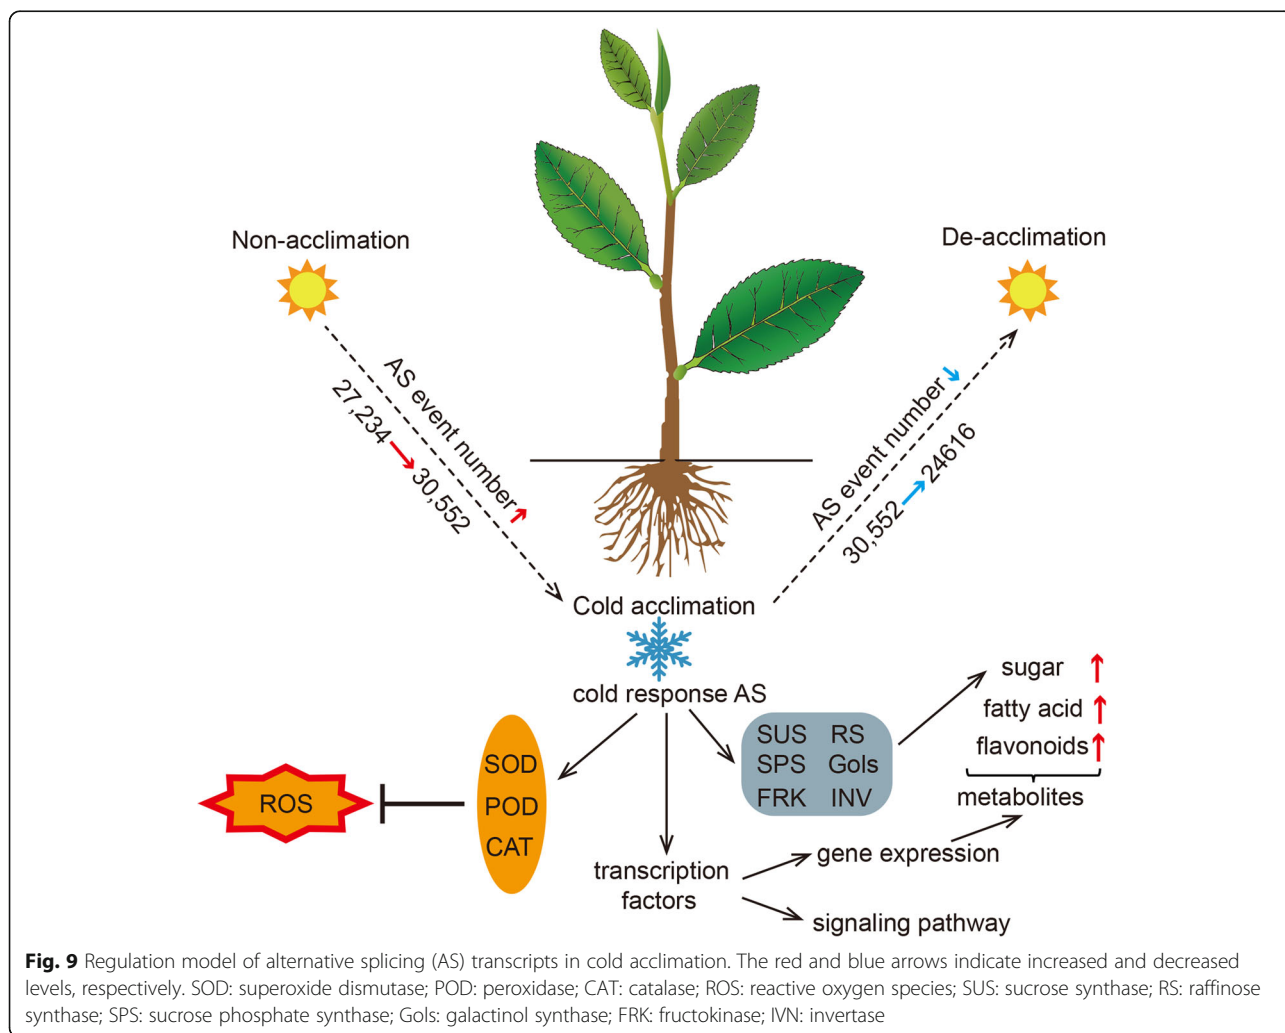 Non-acclimation
De-acclimation
AS event number
27,234 30,552
AS event number
30,552 24616
Cold acclimation
cold response AS
SOD
POD
CAT
ROS
SUS RS
SPS Gols
FRK INV
sugar
fatty acid
flavonoids
metabolites
transcription
factors
gene expression
signaling pathway
Fig. 9 Regulation model of alternative splicing (AS) transcripts in cold acclimation. The red and blue arrows indicate increased and decreased
levels, respectively. SOD: superoxide dismutase; POD: peroxidase; CAT: catalase; ROS: reactive oxygen species; SUS: sucrose synthase; RS: raffinose
synthase; SPS: sucrose phosphate synthase; Gols: galactinol synthase; FRK: fructokinase; IVN: invertase